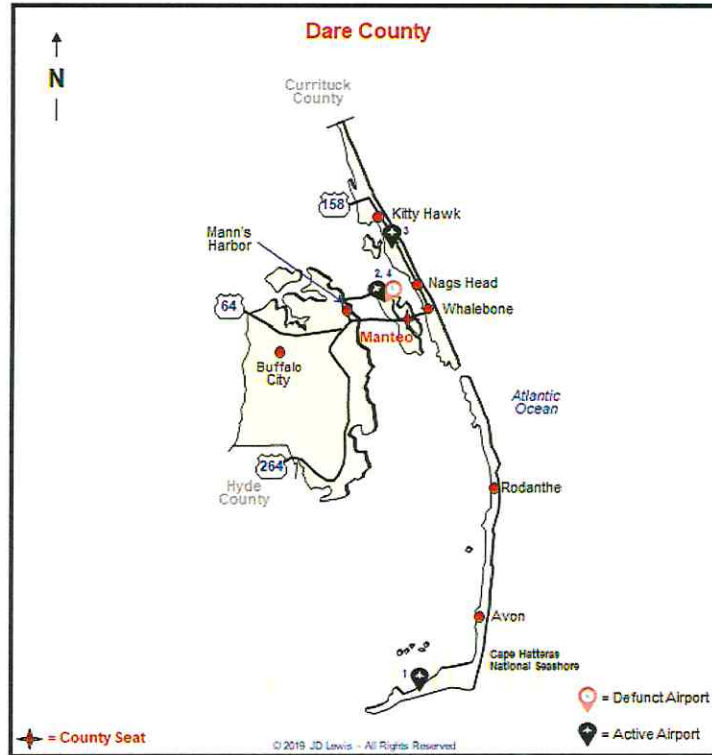 Dare County
N
Currituck
County
158
Kitty Hawk
3
Mann's
Harbor
2, 4
Nags Head
Whalebone
64
Manteo
Buffalo
City
Atlantic
Ocean
264
Hyde
County
Rodanthe
Avon
Cape Hatteras
National Seashore
1
= Defunct Airport
= Active Airport
= County Seat
© 2019 JD Lewis - All Rights Reserved